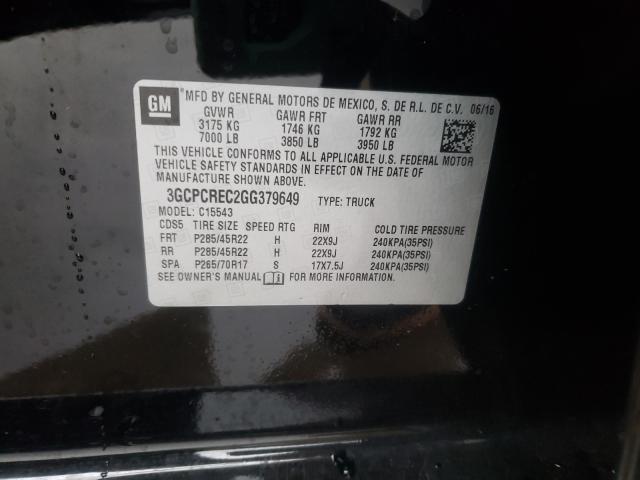 GM
MFD BY GENERAL MOTORS DE MEXICO, S. DE R.L. DE C.V. 06/16
GVWR GAWR FRT GAWR RR
3175 KG 1746 KG 1792 KG
7000 LB 3850 LB 3950 LB
THIS VEHICLE CONFORMS TO ALL APPLICABLE U.S. FEDERAL MOTOR
VEHICLE SAFETY STANDARDS IN EFFECT ON THE DATE OF
MANUFACTURE SHOWN ABOVE.
3GCPCREC2GG379649 TYPE: TRUCK
MODEL: C15543
CDS5 TIRE SIZE SPEED RTG RIM COLD TIRE PRESSURE
FRT P285/45R22 H 22X9J 240KPA(35PSI)
RR P285/45R22 H 22X9J 240KPA(35PSI)
SPA P265/70R17 S 17X7.5J 240KPA(35PSI)
SEE OWNER'S MANUAL FOR MORE INFORMATION.